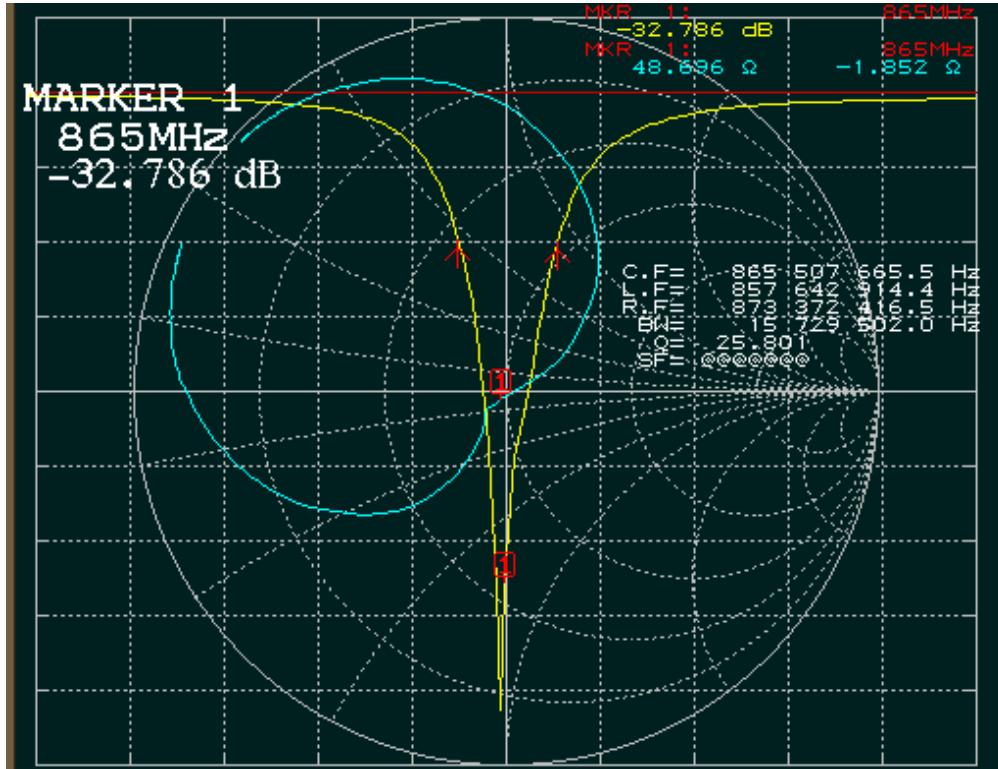 MKR 1: 865MHz
-32.786 dB
MKR 1: 865MHz
48.696 Ω -1.852 Ω
MARKER 1
865MHz
-32.786 dB
C.F= 865 507 665.5 Hz
L.F= 857 642 914.4 Hz
R.F= 873 372 416.5 Hz
BW= 15 729 502.0 Hz
Q= 25.801
SF= @@@@@@@
1
1